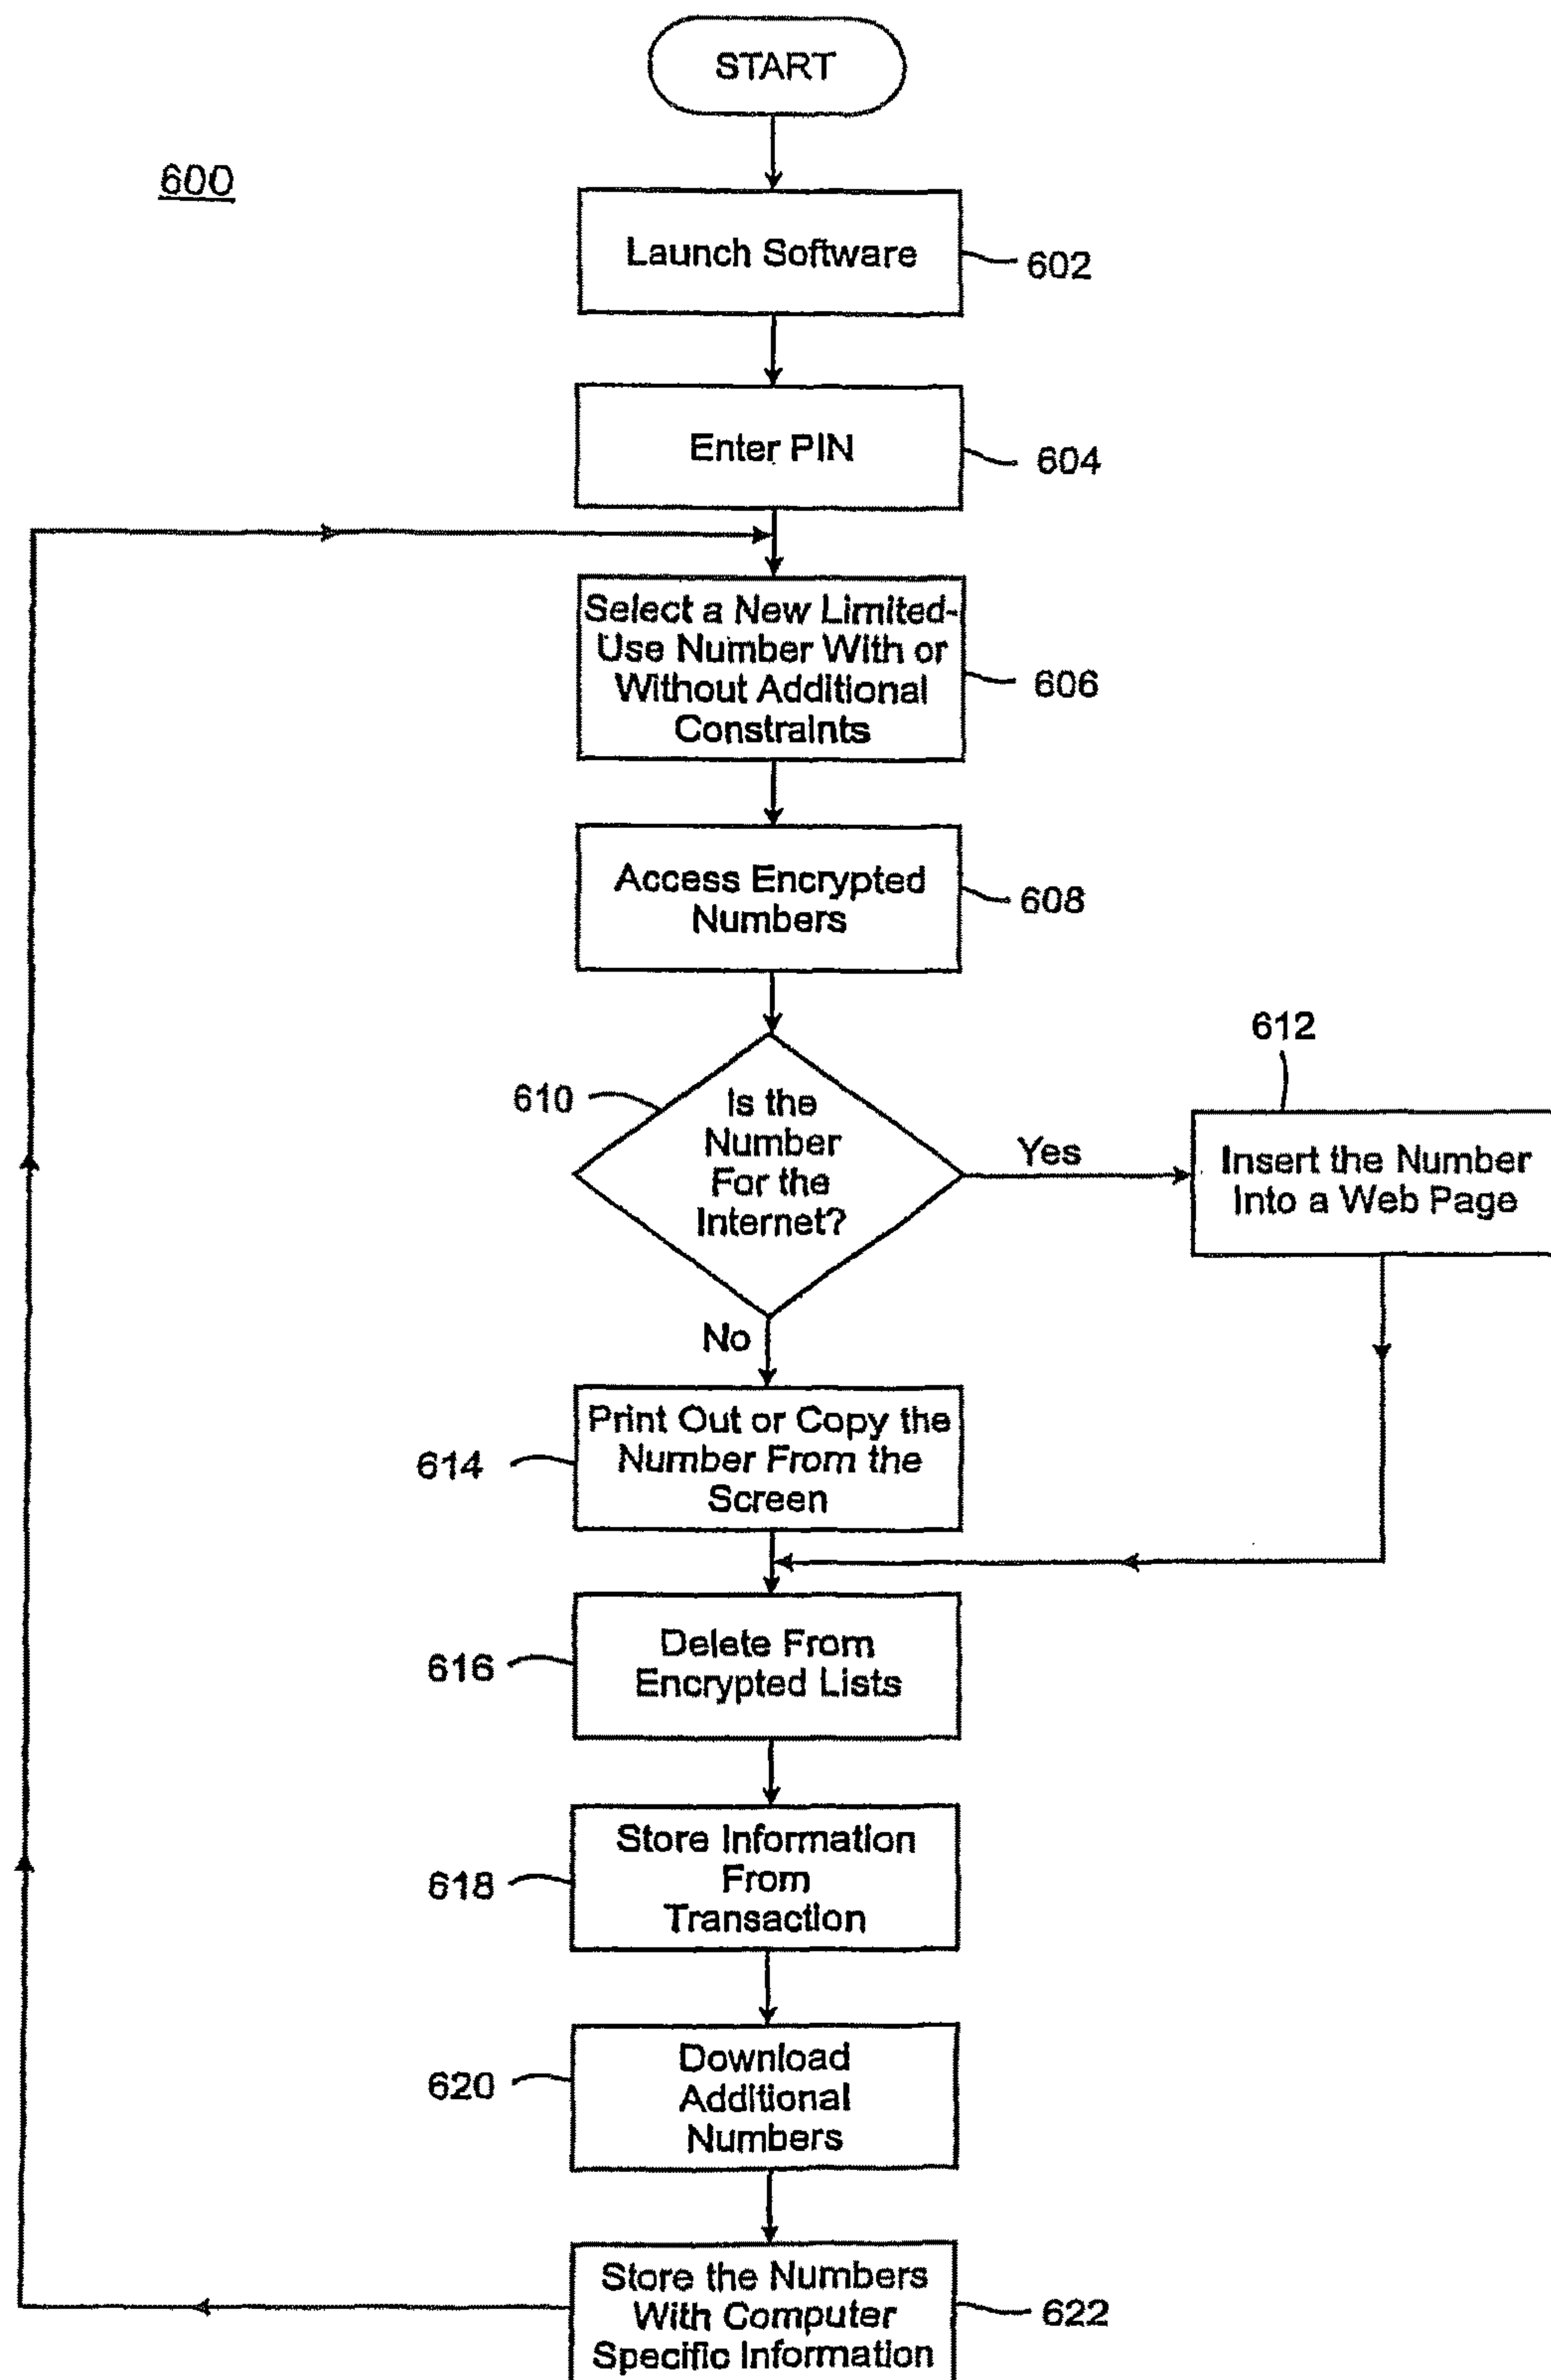 START
600
Launch Software
602
Enter PIN
604
Select a New Limited-
Use Number With or
Without Additional
Constraints
606
Access Encrypted
Numbers
608
610
Is the
Number
For the
Internet?
Yes
612
Insert the Number
Into a Web Page
No
Print Out or Copy the
Number From the
Screen
614
Delete From
Encrypted Lists
616
Store Information
From
Transaction
618
Download
Additional
Numbers
620
Store the Numbers
With Computer
Specific Information
622